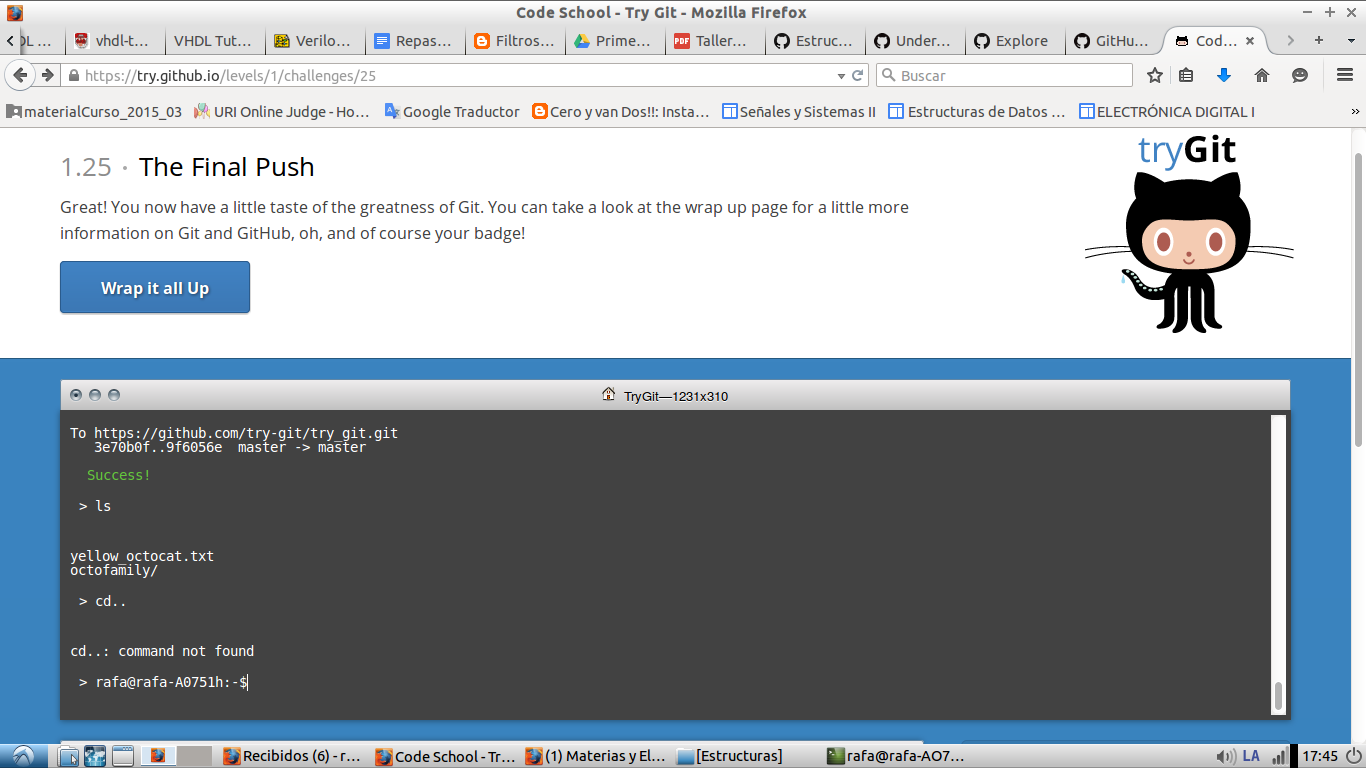 Code School - Try Git - Mozilla Firefox
DL ...
vhdl-t...
VHDL Tut...
Verilo...
Repas...
Filtros...
Prime...
Taller...
Estruc...
Under...
Explore
GitHu...
Cod...
https://try.github.io/levels/1/challenges/25
Buscar
materialCurso_2015_03
URI Online Judge - Ho...
Google Traductor
Cero y van Dos!!: Insta...
Señales y Sistemas II
Estructuras de Datos ...
ELECTRÓNICA DIGITAL I
1.25 · The Final Push
tryGit
Great! You now have a little taste of the greatness of Git. You can take a look at the wrap up page for a little more
information on Git and GitHub, oh, and of course your badge!
Wrap it all Up
TryGit—1231x310
To https://github.com/try-git/try_git.git
3e70b0f..9f6056e master -> master
Success!
> ls
yellow_octocat.txt
octofamily/
> cd..
cd..: command not found
> rafa@rafa-A0751h:-$
Recibidos (6) - r...
Code School - Tr...
(1) Materias y El...
[Estructuras]
rafa@rafa-AO7...
LA
17:45